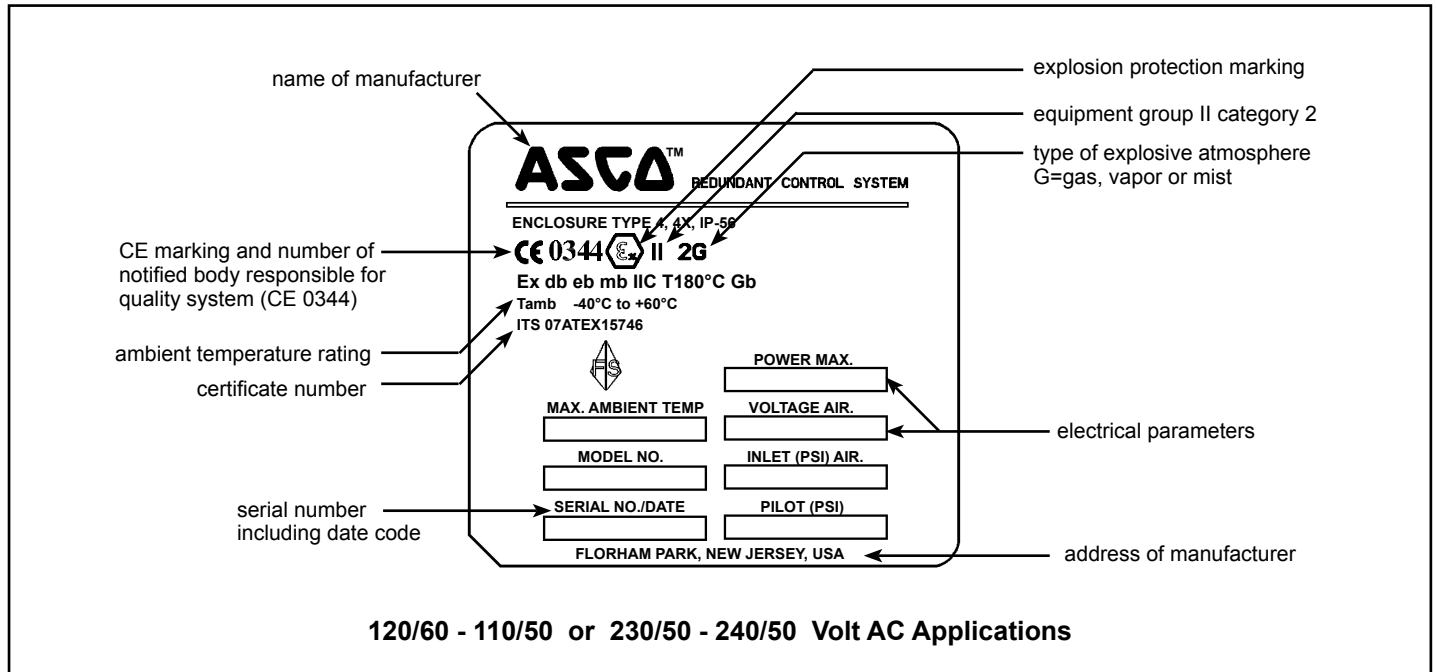 name of manufacturer
explosion protection marking
equipment group II category 2
type of explosive atmosphere
G=gas, vapor or mist
ASCO™
REDUNDANT CONTROL SYSTEM
ENCLOSURE TYPE 4, 4X, IP-56
CE 0344 Ex II 2G
CE marking and number of
notified body responsible for
quality system (CE 0344)
Ex db eb mb IIC T180°C Gb
Tamb -40°C to +60°C
ITS 07ATEX15746
ambient temperature rating
certificate number
FS
POWER MAX.
MAX. AMBIENT TEMP
VOLTAGE AIR.
electrical parameters
MODEL NO.
INLET (PSI) AIR.
serial number
including date code
SERIAL NO./DATE
PILOT (PSI)
FLORHAM PARK, NEW JERSEY, USA
address of manufacturer
120/60 - 110/50 or 230/50 - 240/50 Volt AC Applications